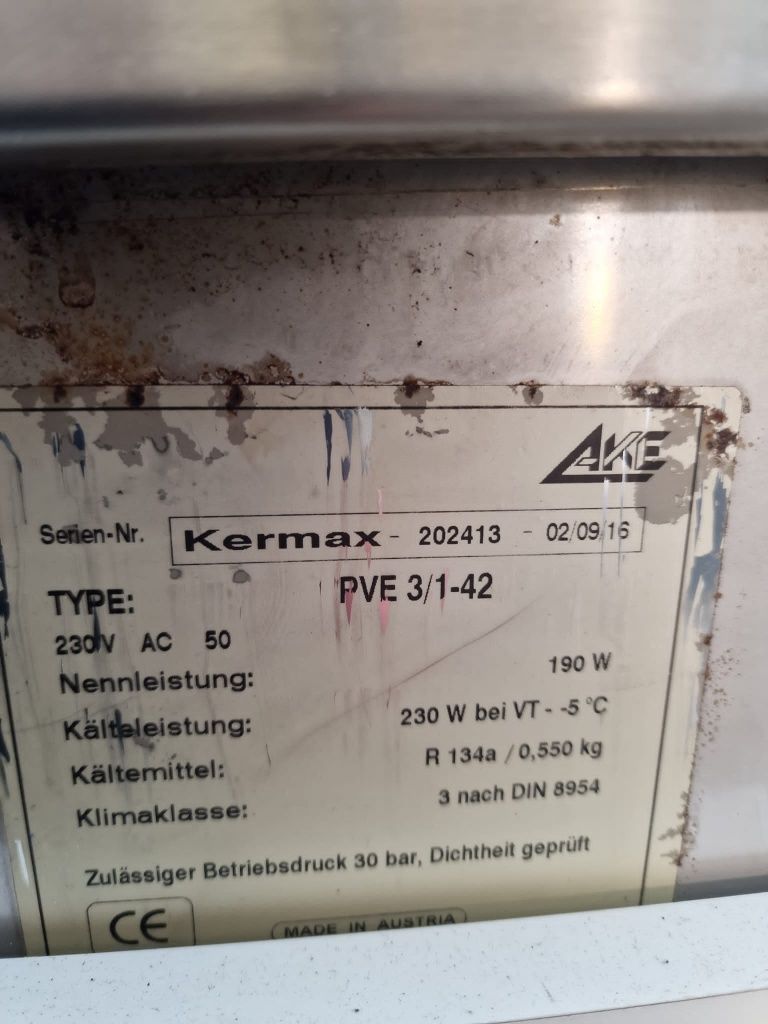 AKE
Serien-Nr. Kermax - 202413 - 02/09/16
TYPE: PVE 3/1-42
230 V AC 50
Nennleistung: 190 W
Kälteleistung: 230 W bei VT - -5 °C
Kältemittel: R 134a / 0,550 kg
Klimaklasse: 3 nach DIN 8954
Zulässiger Betriebsdruck 30 bar, Dichtheit geprüft
CE MADE IN AUSTRIA